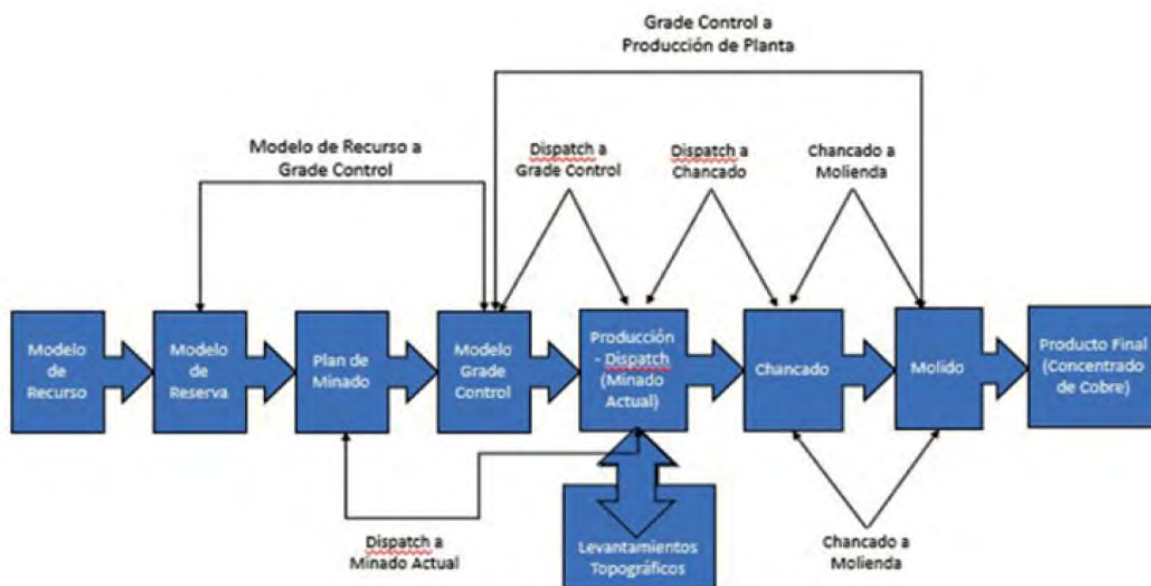 Grade Control a
Producción de Planta
Modelo de Recurso a
Grade Control
Dispatch a
Grade Control
Dispatch a
Chancado
Chancado a
Molienda
Modelo
de
Recurso
Modelo
de
Reserva
Plan de
Minado
Modelo
Grade
Control
Producción
- Dispatch
(Minado
Actual)
Chancado
Molido
Producto Final
(Concentrado
de Cobre)
Dispatch a
Minado Actual
Levantamientos
Topográficos
Chancado a
Molienda